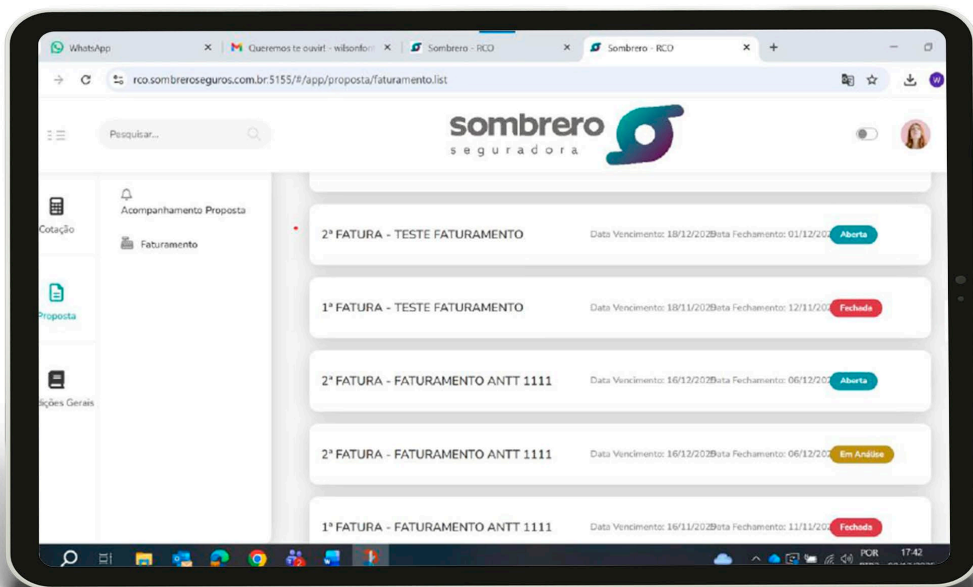 WhatsApp
Queremos te ouvir! - wilsonfon
Sombrero - RCO
Sombrero - RCO
rco.sombreroseguros.com.br:5155/#/app/proposta/faturamento.list
W
Pesquisar...
sombrero
seguradora
Cotação
Proposta
dições Gerais
Acompanhamento Proposta
Faturamento
2ª FATURA - TESTE FATURAMENTO Data Vencimento: 18/12/202 Data Fechamento: 01/12/202 Aberta
1ª FATURA - TESTE FATURAMENTO Data Vencimento: 18/11/202 Data Fechamento: 12/11/202 Fechada
2ª FATURA - FATURAMENTO ANTT 1111 Data Vencimento: 16/12/202 Data Fechamento: 06/12/202 Aberta
2ª FATURA - FATURAMENTO ANTT 1111 Data Vencimento: 16/12/202 Data Fechamento: 06/12/202 Em Análise
1ª FATURA - FATURAMENTO ANTT 1111 Data Vencimento: 16/11/202 Data Fechamento: 11/11/202 Fechada
POR 17:42